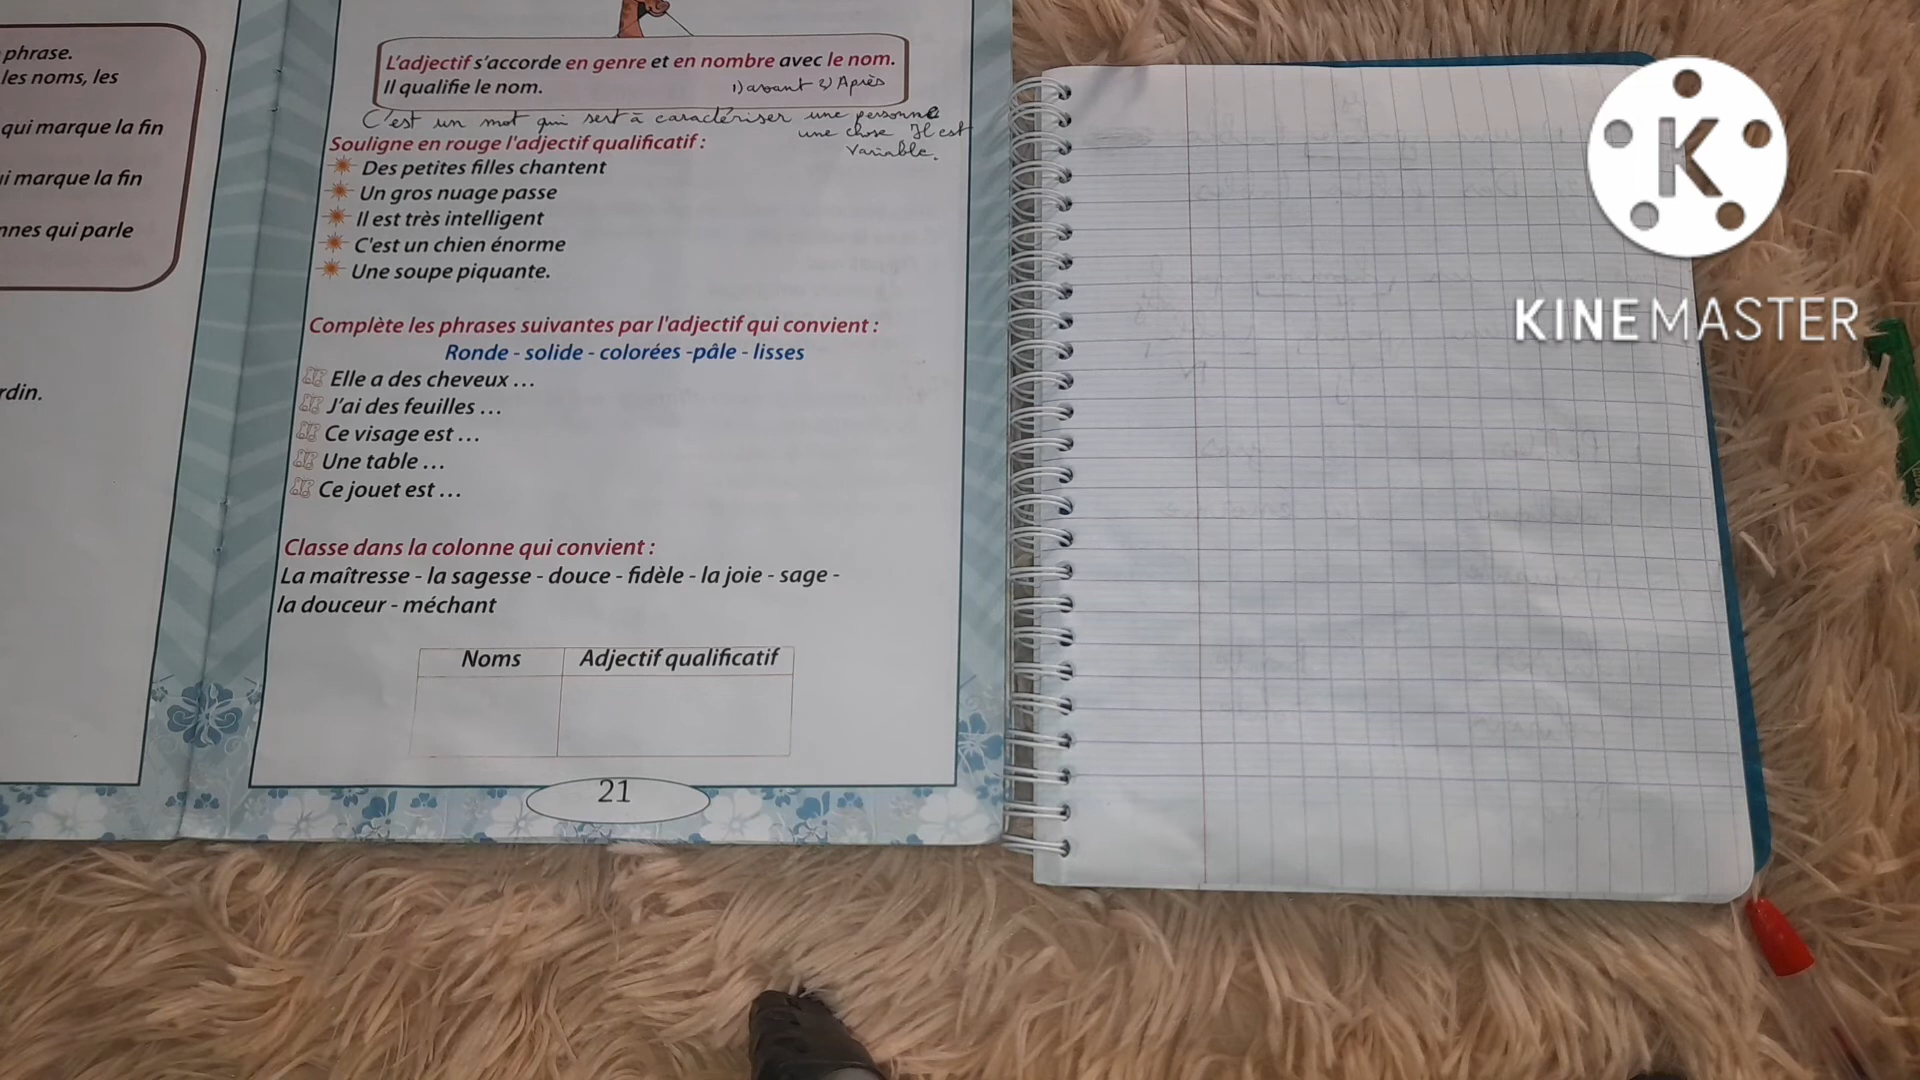 phrase.
les noms, les
qui marque la fin
i marque la fin
nnes qui parle
rdin.
L'adjectif s'accorde en genre et en nombre avec le nom.
Il qualifie le nom.
1) avant 2) Après
C'est un mot qui sert à caractériser une personne
une chose Il est
variable.
Souligne en rouge l'adjectif qualificatif :
Des petites filles chantent
Un gros nuage passe
Il est très intelligent
C'est un chien énorme
Une soupe piquante.
Complète les phrases suivantes par l'adjectif qui convient :
Ronde - solide - colorées -pâle - lisses
Elle a des cheveux ...
J'ai des feuilles ...
Ce visage est ...
Une table ...
Ce jouet est ...
Classe dans la colonne qui convient :
La maîtresse - la sagesse - douce - fidèle - la joie - sage -
la douceur - méchant
Noms
Adjectif qualificatif
21
K
KINEMASTER